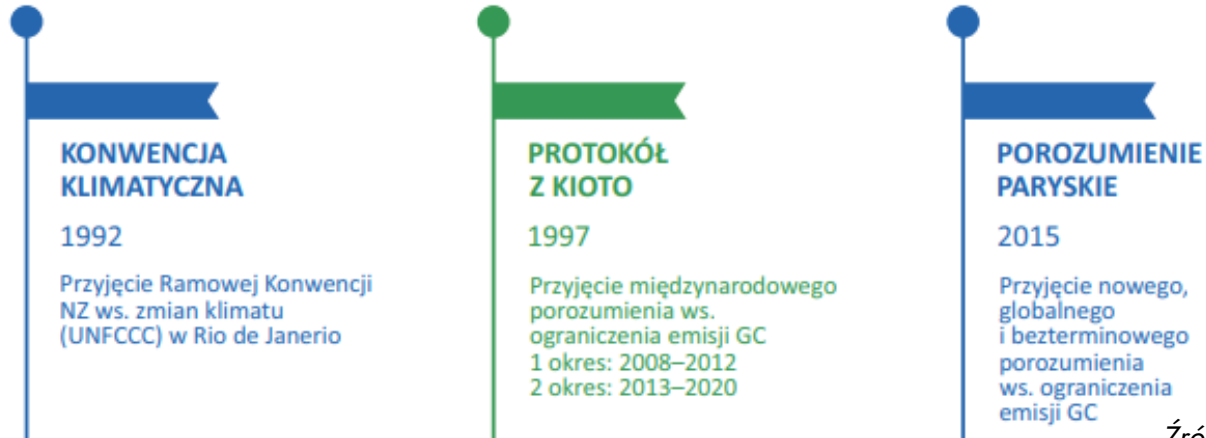 KONWENCJA
KLIMATYCZNA
1992
Przyjęcie Ramowej Konwencji
NZ ws. zmian klimatu
(UNFCCC) w Rio de Janerio
PROTOKÓŁ
Z KIOTO
1997
Przyjęcie międzynarodowego
porozumienia ws.
ograniczenia emisji GC
1 okres: 2008–2012
2 okres: 2013–2020
POROZUMIENIE
PARYSKIE
2015
Przyjęcie nowego,
globalnego
i bezterminowego
porozumienia
ws. ograniczenia
emisji GC